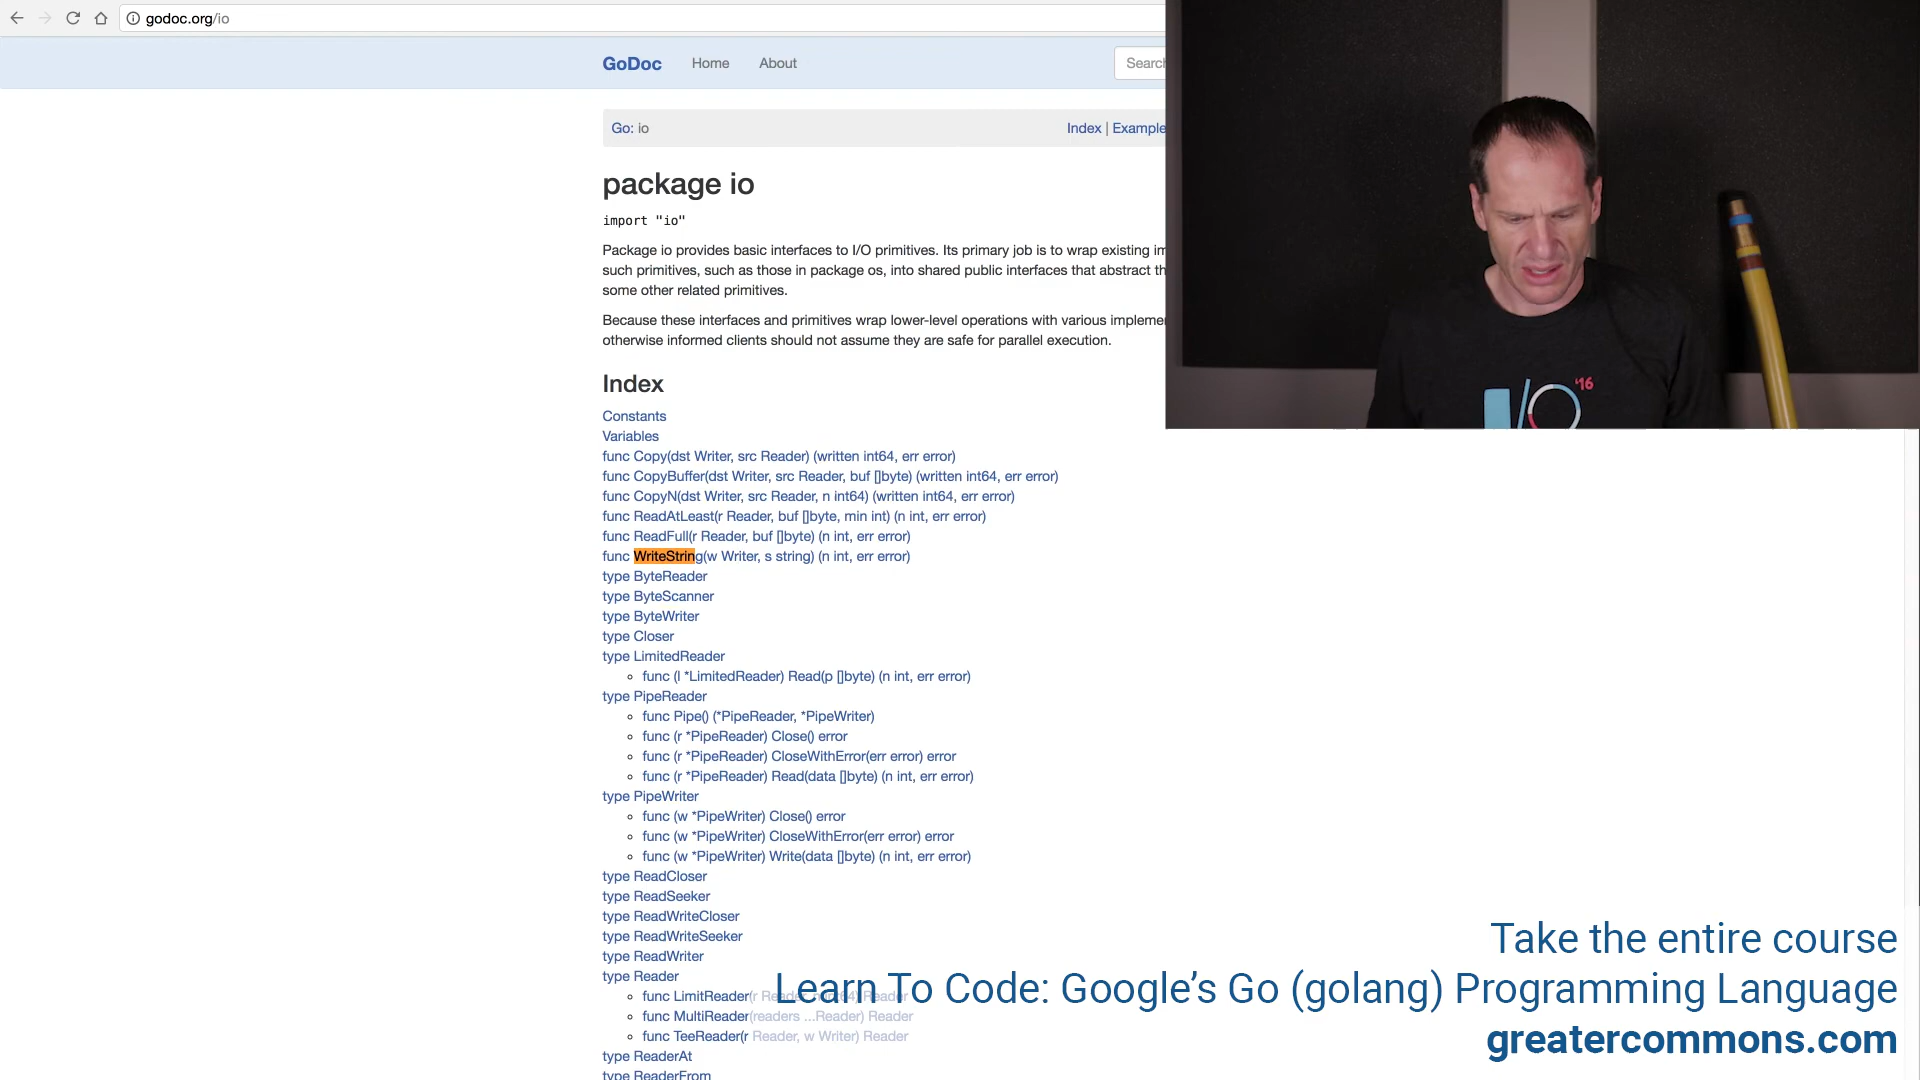 godoc.org/io
GoDoc Home About Search
Go: io Index | Example
package io
import "io"
Package io provides basic interfaces to I/O primitives. Its primary job is to wrap existing
such primitives, such as those in package os, into shared public interfaces that abstract
some other related primitives.
Because these interfaces and primitives wrap lower-level operations with various
otherwise informed clients should not assume they are safe for parallel execution.
Index
Constants
Variables
func Copy(dst Writer, src Reader) (written int64, err error)
func CopyBuffer(dst Writer, src Reader, buf []byte) (written int64, err error)
func CopyN(dst Writer, src Reader, n int64) (written int64, err error)
func ReadAtLeast(r Reader, buf []byte, min int) (n int, err error)
func ReadFull(r Reader, buf []byte) (n int, err error)
func WriteString(w Writer, s string) (n int, err error)
type ByteReader
type ByteScanner
type ByteWriter
type Closer
type LimitedReader
func (l *LimitedReader) Read(p []byte) (n int, err error)
type PipeReader
func Pipe() (*PipeReader, *PipeWriter)
func (r *PipeReader) Close() error
func (r *PipeReader) CloseWithError(err error) error
func (r *PipeReader) Read(data []byte) (n int, err error)
type PipeWriter
func (w *PipeWriter) Close() error
func (w *PipeWriter) CloseWithError(err error) error
func (w *PipeWriter) Write(data []byte) (n int, err error)
type ReadCloser
type ReadSeeker
type ReadWriteCloser
type ReadWriteSeeker
type ReadWriter
type Reader
func LimitReader(r
func MultiReader(readers ...Reader) Reader
func TeeReader(r Reader, w Writer) Reader
type ReaderAt
type ReaderFrom
I/O '16
Take the entire course
Learn To Code: Google's Go (golang) Programming Language
greatercommons.com